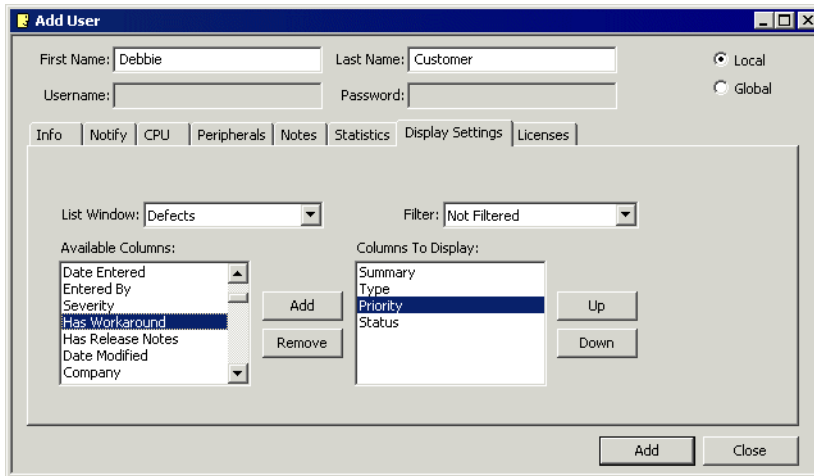 Add User
First Name: Debbie Last Name: Customer Local
Username: Password: Global
Info Notify CPU Peripherals Notes Statistics Display Settings Licenses
List Window: Defects Filter: Not Filtered
Available Columns: Columns To Display:
Date Entered Summary
Entered By Type
Severity Add Priority Up
Has Workaround Status
Has Release Notes Remove Down
Date Modified
Company
Add Close